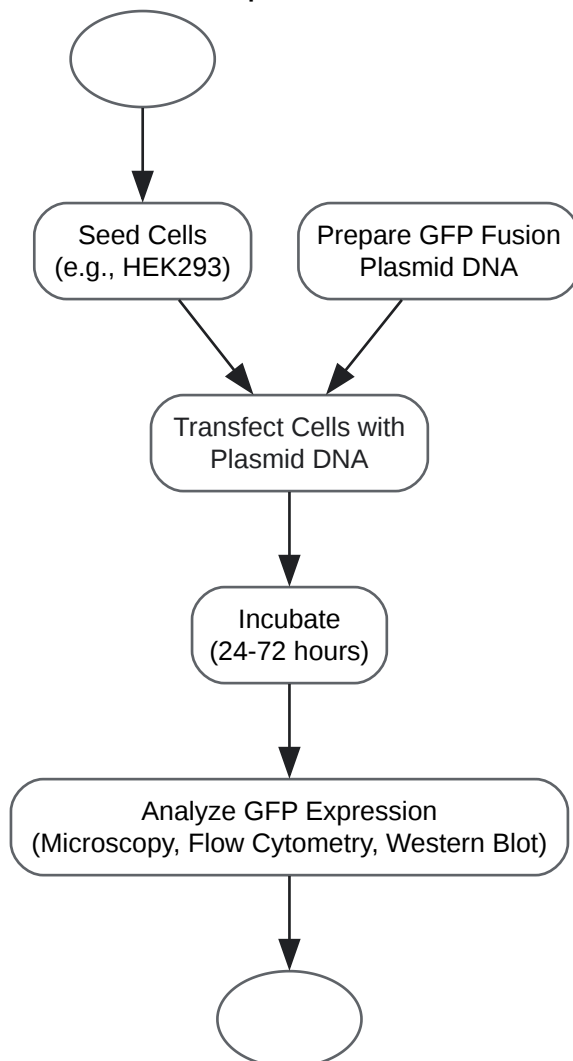 Seed Cells
(e.g., HEK293)
Prepare GFP Fusion
Plasmid DNA
Transfect Cells with
Plasmid DNA
Incubate
(24-72 hours)
Analyze GFP Expression
(Microscopy, Flow Cytometry, Western Blot)